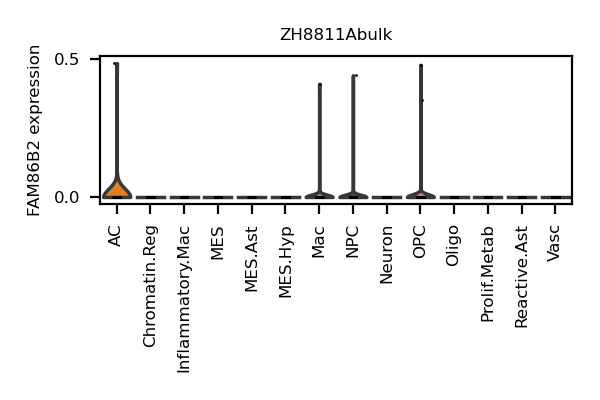 ZH8811Abulk
FAM86B2 expression
0.5
0.0
AC
Chromatin.Reg
Inflammatory.Mac
MES
MES.Ast
MES.Hyp
Mac
NPC
Neuron
OPC
Oligo
Prolif.Metab
Reactive.Ast
Vasc